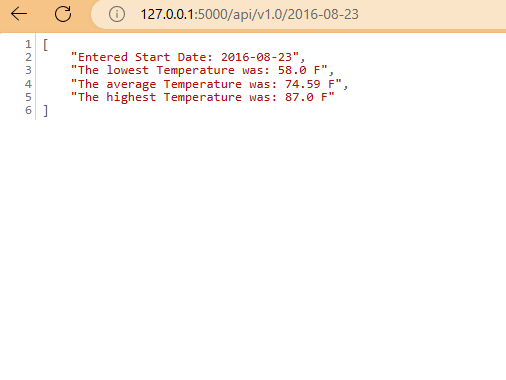 127.0.0.1:5000/api/v1.0/2016-08-23
1 [
2 "Entered Start Date: 2016-08-23",
3 "The lowest Temperature was: 58.0 F",
4 "The average Temperature was: 74.59 F",
5 "The highest Temperature was: 87.0 F"
6 ]